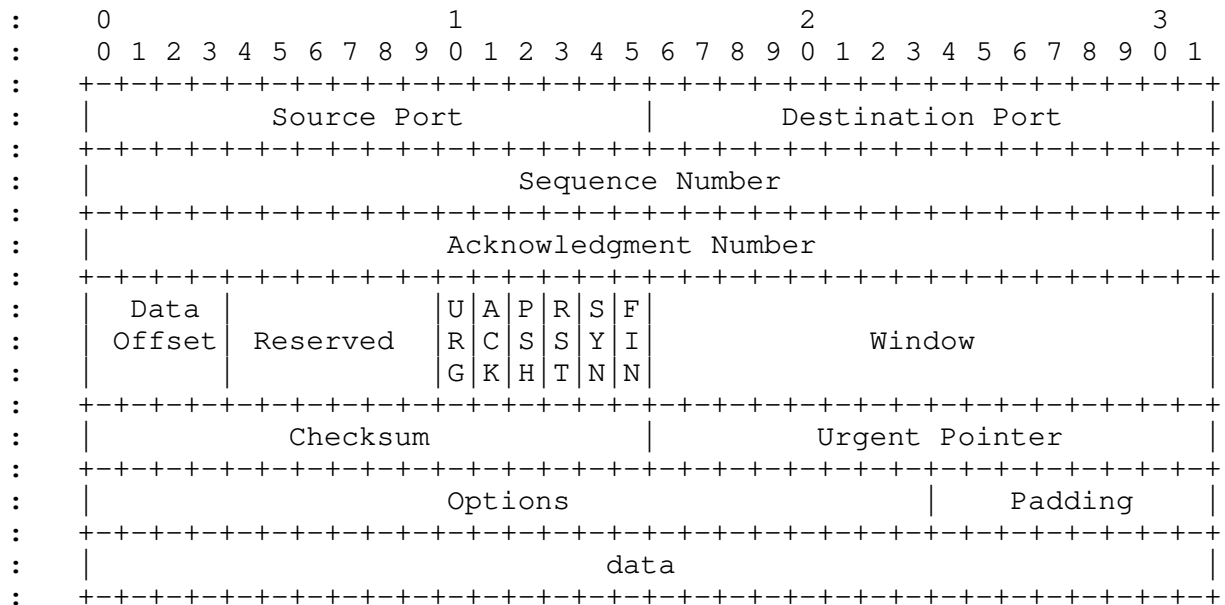 :    0                   1                   2                   3
:    0 1 2 3 4 5 6 7 8 9 0 1 2 3 4 5 6 7 8 9 0 1 2 3 4 5 6 7 8 9 0 1
:   +-+-+-+-+-+-+-+-+-+-+-+-+-+-+-+-+-+-+-+-+-+-+-+-+-+-+-+-+-+-+-+-+
:   |          Source Port          |       Destination Port        |
:   +-+-+-+-+-+-+-+-+-+-+-+-+-+-+-+-+-+-+-+-+-+-+-+-+-+-+-+-+-+-+-+-+
:   |                        Sequence Number                        |
:   +-+-+-+-+-+-+-+-+-+-+-+-+-+-+-+-+-+-+-+-+-+-+-+-+-+-+-+-+-+-+-+-+
:   |                    Acknowledgment Number                      |
:   +-+-+-+-+-+-+-+-+-+-+-+-+-+-+-+-+-+-+-+-+-+-+-+-+-+-+-+-+-+-+-+-+
:   |  Data |           |U|A|P|R|S|F|                               |
:   | Offset| Reserved  |R|C|S|S|Y|I|            Window             |
:   |       |           |G|K|H|T|N|N|                               |
:   +-+-+-+-+-+-+-+-+-+-+-+-+-+-+-+-+-+-+-+-+-+-+-+-+-+-+-+-+-+-+-+-+
:   |           Checksum            |         Urgent Pointer        |
:   +-+-+-+-+-+-+-+-+-+-+-+-+-+-+-+-+-+-+-+-+-+-+-+-+-+-+-+-+-+-+-+-+
:   |                    Options                    |    Padding    |
:   +-+-+-+-+-+-+-+-+-+-+-+-+-+-+-+-+-+-+-+-+-+-+-+-+-+-+-+-+-+-+-+-+
:   |                             data                              |
:   +-+-+-+-+-+-+-+-+-+-+-+-+-+-+-+-+-+-+-+-+-+-+-+-+-+-+-+-+-+-+-+-+